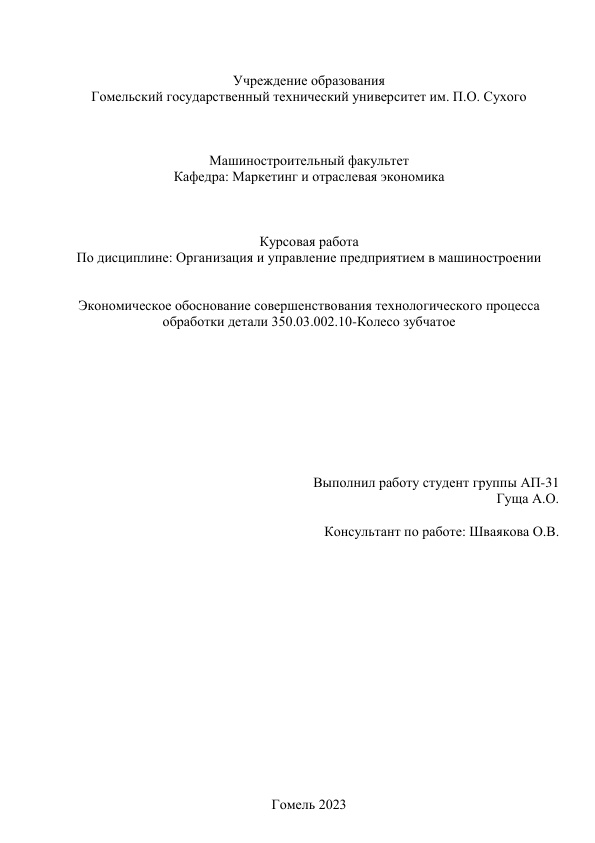 Учреждение образования
Гомельский государственный технический университет им. П.О. Сухого
Машиностроительный факультет
Кафедра: Маркетинг и отраслевая экономика
Курсовая работа
По дисциплине: Организация и управление предприятием в машиностроении
Экономическое обоснование совершенствования технологического процесса
обработки детали 350.03.002.10-Колесо зубчатое
Выполнил работу студент группы АП-31
Гуща А.О.
Консультант по работе: Шваякова О.В.
Гомель 2023